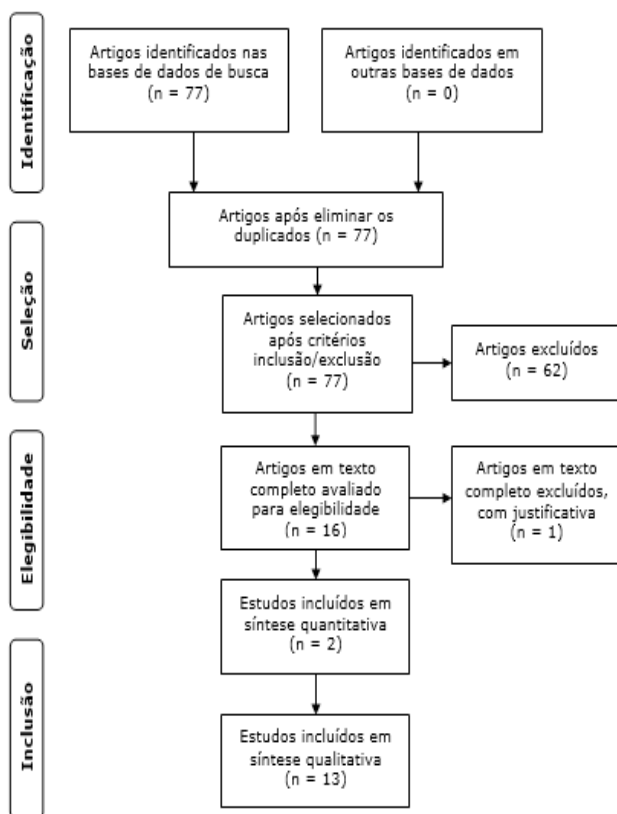 Identificação
Artigos identificados nas
bases de dados de busca
(n = 77)
Artigos identificados em
outras bases de dados
(n = 0)
Artigos após eliminar os
duplicados (n = 77)
Seleção
Artigos selecionados
após critérios
inclusão/exclusão
(n = 77)
Artigos excluídos
(n = 62)
Elegibilidade
Artigos em texto
completo avaliado
para elegibilidade
(n = 16)
Artigos em texto
completo excluídos,
com justificativa
(n = 1)
Estudos incluídos em
síntese quantitativa
(n = 2)
Inclusão
Estudos incluídos em
síntese qualitativa
(n = 13)